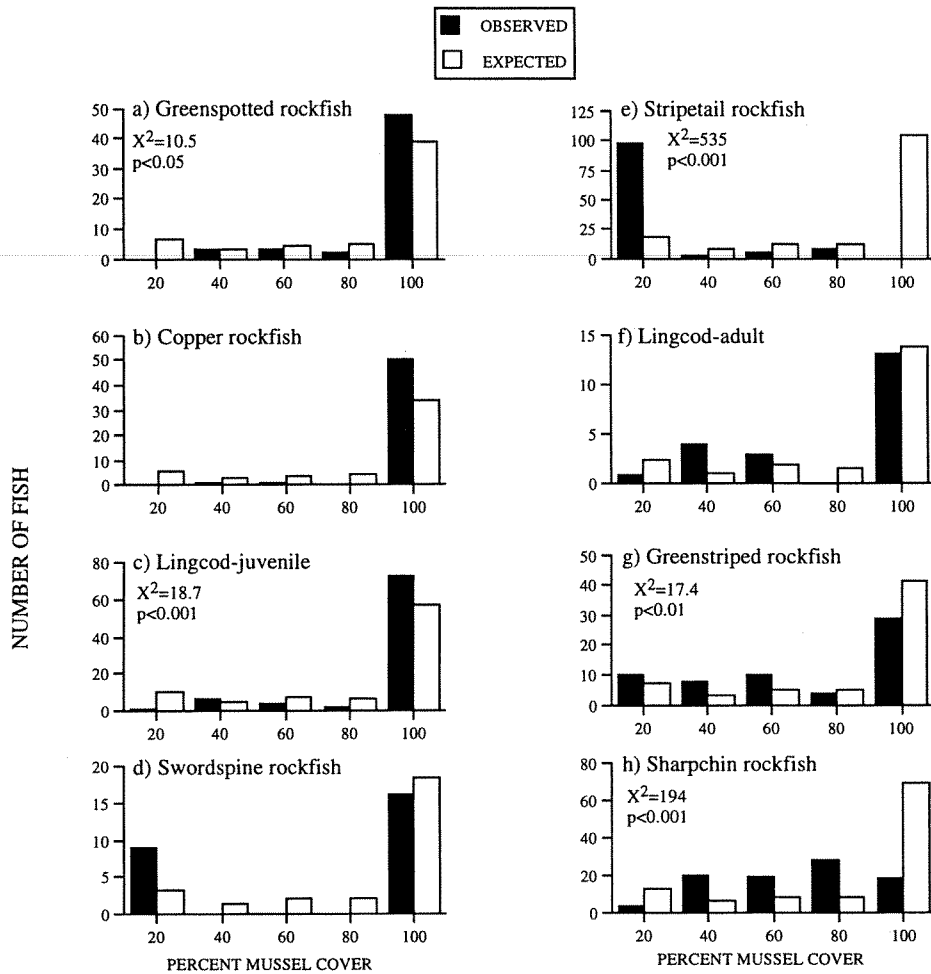 OBSERVED
EXPECTED
NUMBER OF FISH
a) Greenspotted rockfish
X²=10.5
p<0.05
50
40
30
20
10
0
20 40 60 80 100
b) Copper rockfish
60
50
40
30
20
10
0
20 40 60 80 100
c) Lingcod-juvenile
X²=18.7
p<0.001
80
60
40
20
0
20 40 60 80 100
d) Swordspine rockfish
20
15
10
5
0
20 40 60 80 100
PERCENT MUSSEL COVER
e) Stripetail rockfish
X²=535
p<0.001
125
100
75
50
25
0
20 40 60 80 100
f) Lingcod-adult
15
10
5
0
20 40 60 80 100
g) Greenstriped rockfish
X²=17.4
p<0.01
50
40
30
20
10
0
20 40 60 80 100
h) Sharpchin rockfish
X²=194
p<0.001
80
60
40
20
0
20 40 60 80 100
PERCENT MUSSEL COVER